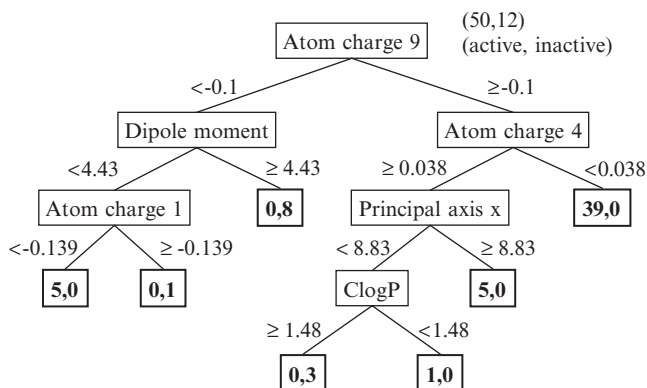 (50,12)
Atom charge 9
(active, inactive)
<-0.1
≥-0.1
Dipole moment
Atom charge 4
<4.43
≥ 4.43
≥ 0.038
<0.038
Atom charge 1
0,8
Principal axis x
39,0
<-0.139
≥ -0.139
< 8.83
≥ 8.83
5,0
0,1
ClogP
5,0
≥ 1.48
<1.48
0,3
1,0